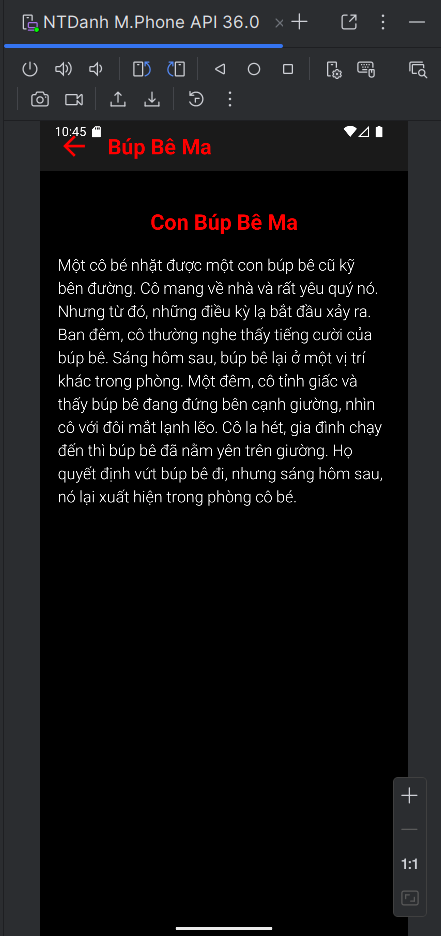 NTDanh M.Phone API 36.0
10:45
Búp Bê Ma
Con Búp Bê Ma
Một cô bé nhặt được một con búp bê cũ kỹ
bên đường. Cô mang về nhà và rất yêu quý nó.
Nhưng từ đó, những điều kỳ lạ bắt đầu xảy ra.
Ban đêm, cô thường nghe thấy tiếng cười của
búp bê. Sáng hôm sau, búp bê lại ở một vị trí
khác trong phòng. Một đêm, cô tỉnh giấc và
thấy búp bê đang đứng bên cạnh giường, nhìn
cô với đôi mắt lạnh lẽo. Cô la hét, gia đình chạy
đến thì búp bê đã nằm yên trên giường. Họ
quyết định vứt búp bê đi, nhưng sáng hôm sau,
nó lại xuất hiện trong phòng cô bé.
1:1